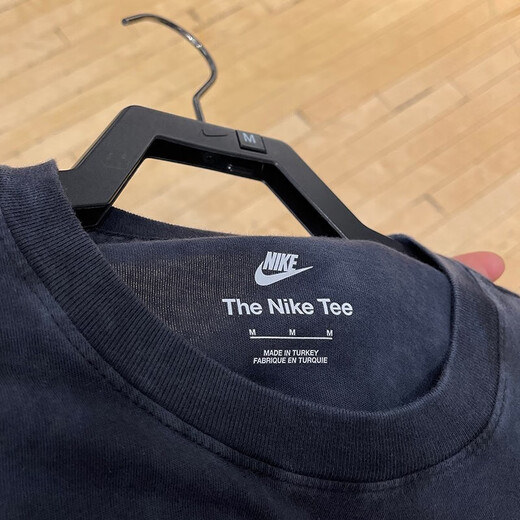 M
NIKE
The Nike Tee
M M M
MADE IN TURKEY
FABRIQUE EN TURQUIE